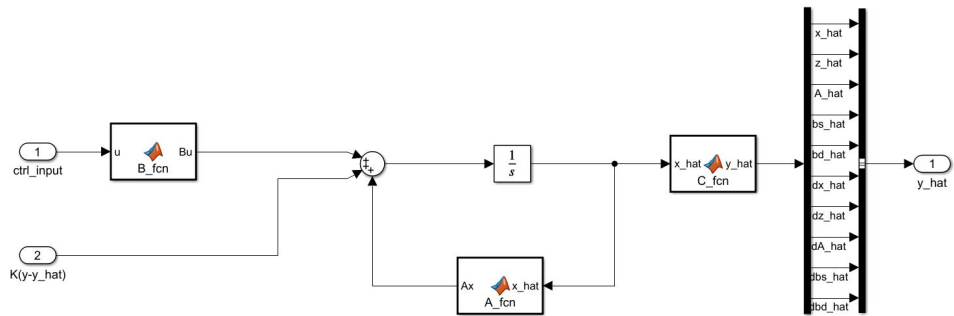 x_hat
z_hat
A_hat
bs_hat
bd_hat
dx_hat
dz_hat
dA_hat
dbs_hat
dbd_hat
1
ctrl_input
u
Bu
B_fcn
+
+
+
1
s
x_hat
y_hat
C_fcn
1
y_hat
2
K(y-y_hat)
Ax
x_hat
A_fcn